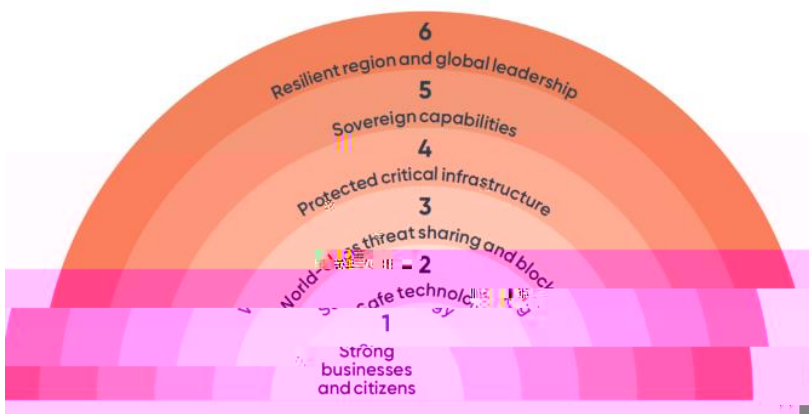 6
Resilient region and global leadership
5
Sovereign capabilities
4
Protected critical infrastructure
3
threat sharing and
2
technology
1
Strong
businesses
and citizens